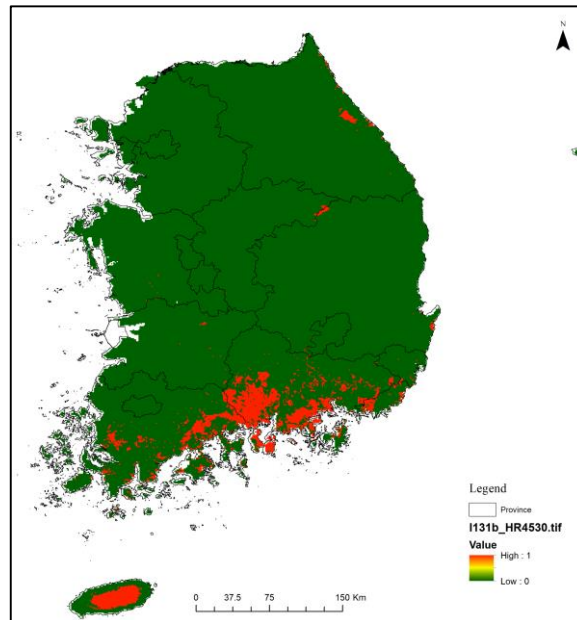 N
Legend
Province
I131b_HR4530.tif
Value
High : 1
Low : 0
0 37.5 75 150 Km